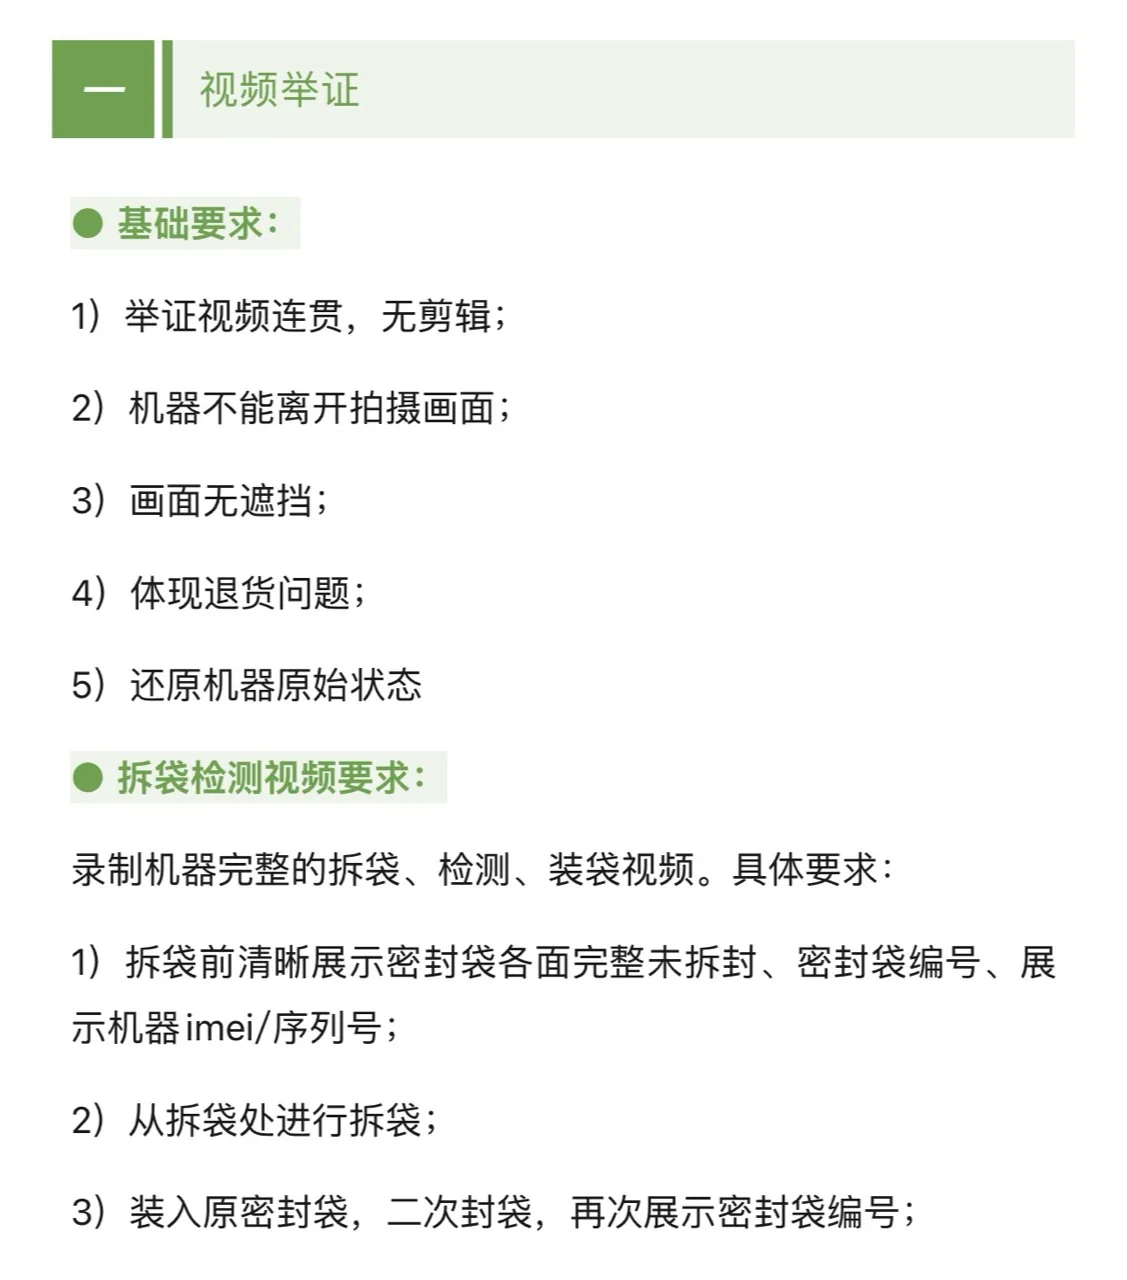 一
视频举证
● 基础要求：
1）举证视频连贯，无剪辑；
2）机器不能离开拍摄画面；
3）画面无遮挡；
4）体现退货问题；
5）还原机器原始状态
● 拆袋检测视频要求：
录制机器完整的拆袋、检测、装袋视频。具体要求：
1）拆袋前清晰展示密封袋各面完整未拆封、密封袋编号、展
示机器imei/序列号；
2）从拆袋处进行拆袋；
3）装入原密封袋，二次封袋，再次展示密封袋编号；